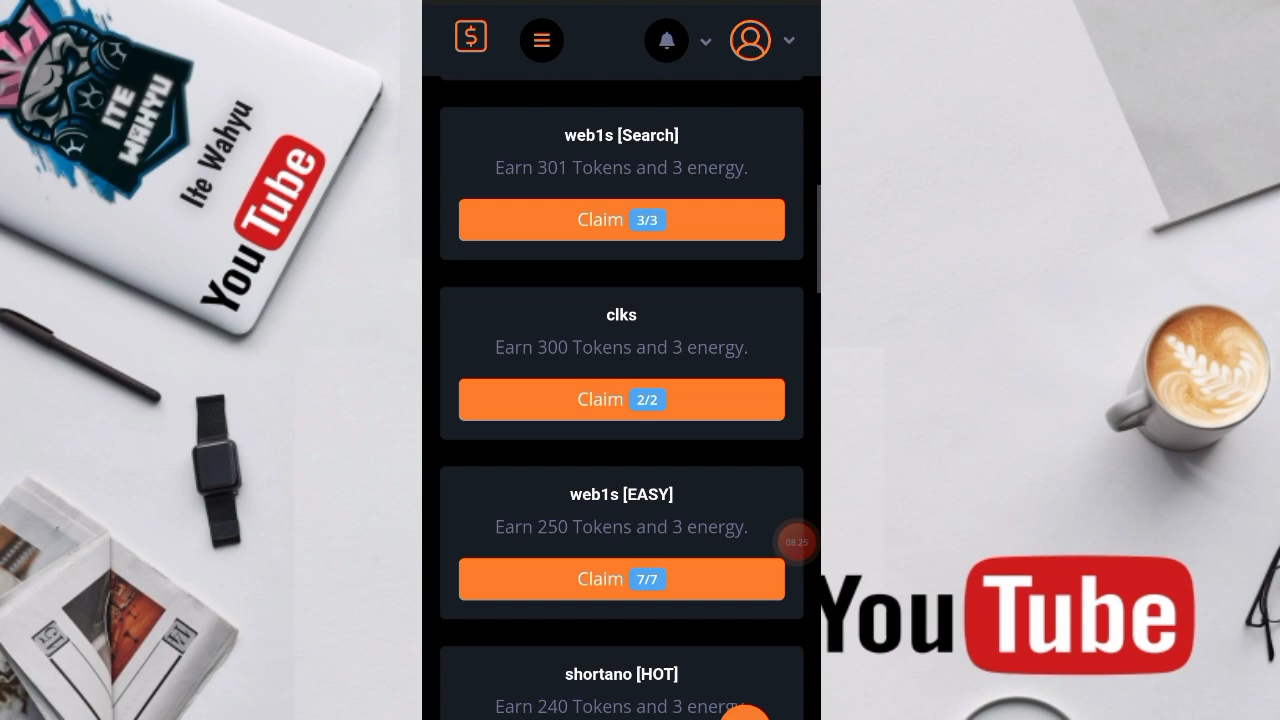 ITE
WAHYU
Ite Wahyu
YouTube
web1s [Search]
Earn 301 Tokens and 3 energy.
Claim 3/3
clks
Earn 300 Tokens and 3 energy.
Claim 2/2
web1s [EASY]
Earn 250 Tokens and 3 energy.
08:25
Claim 7/7
shortano [HOT]
Earn 240 Tokens and 3 energy.
YouTube